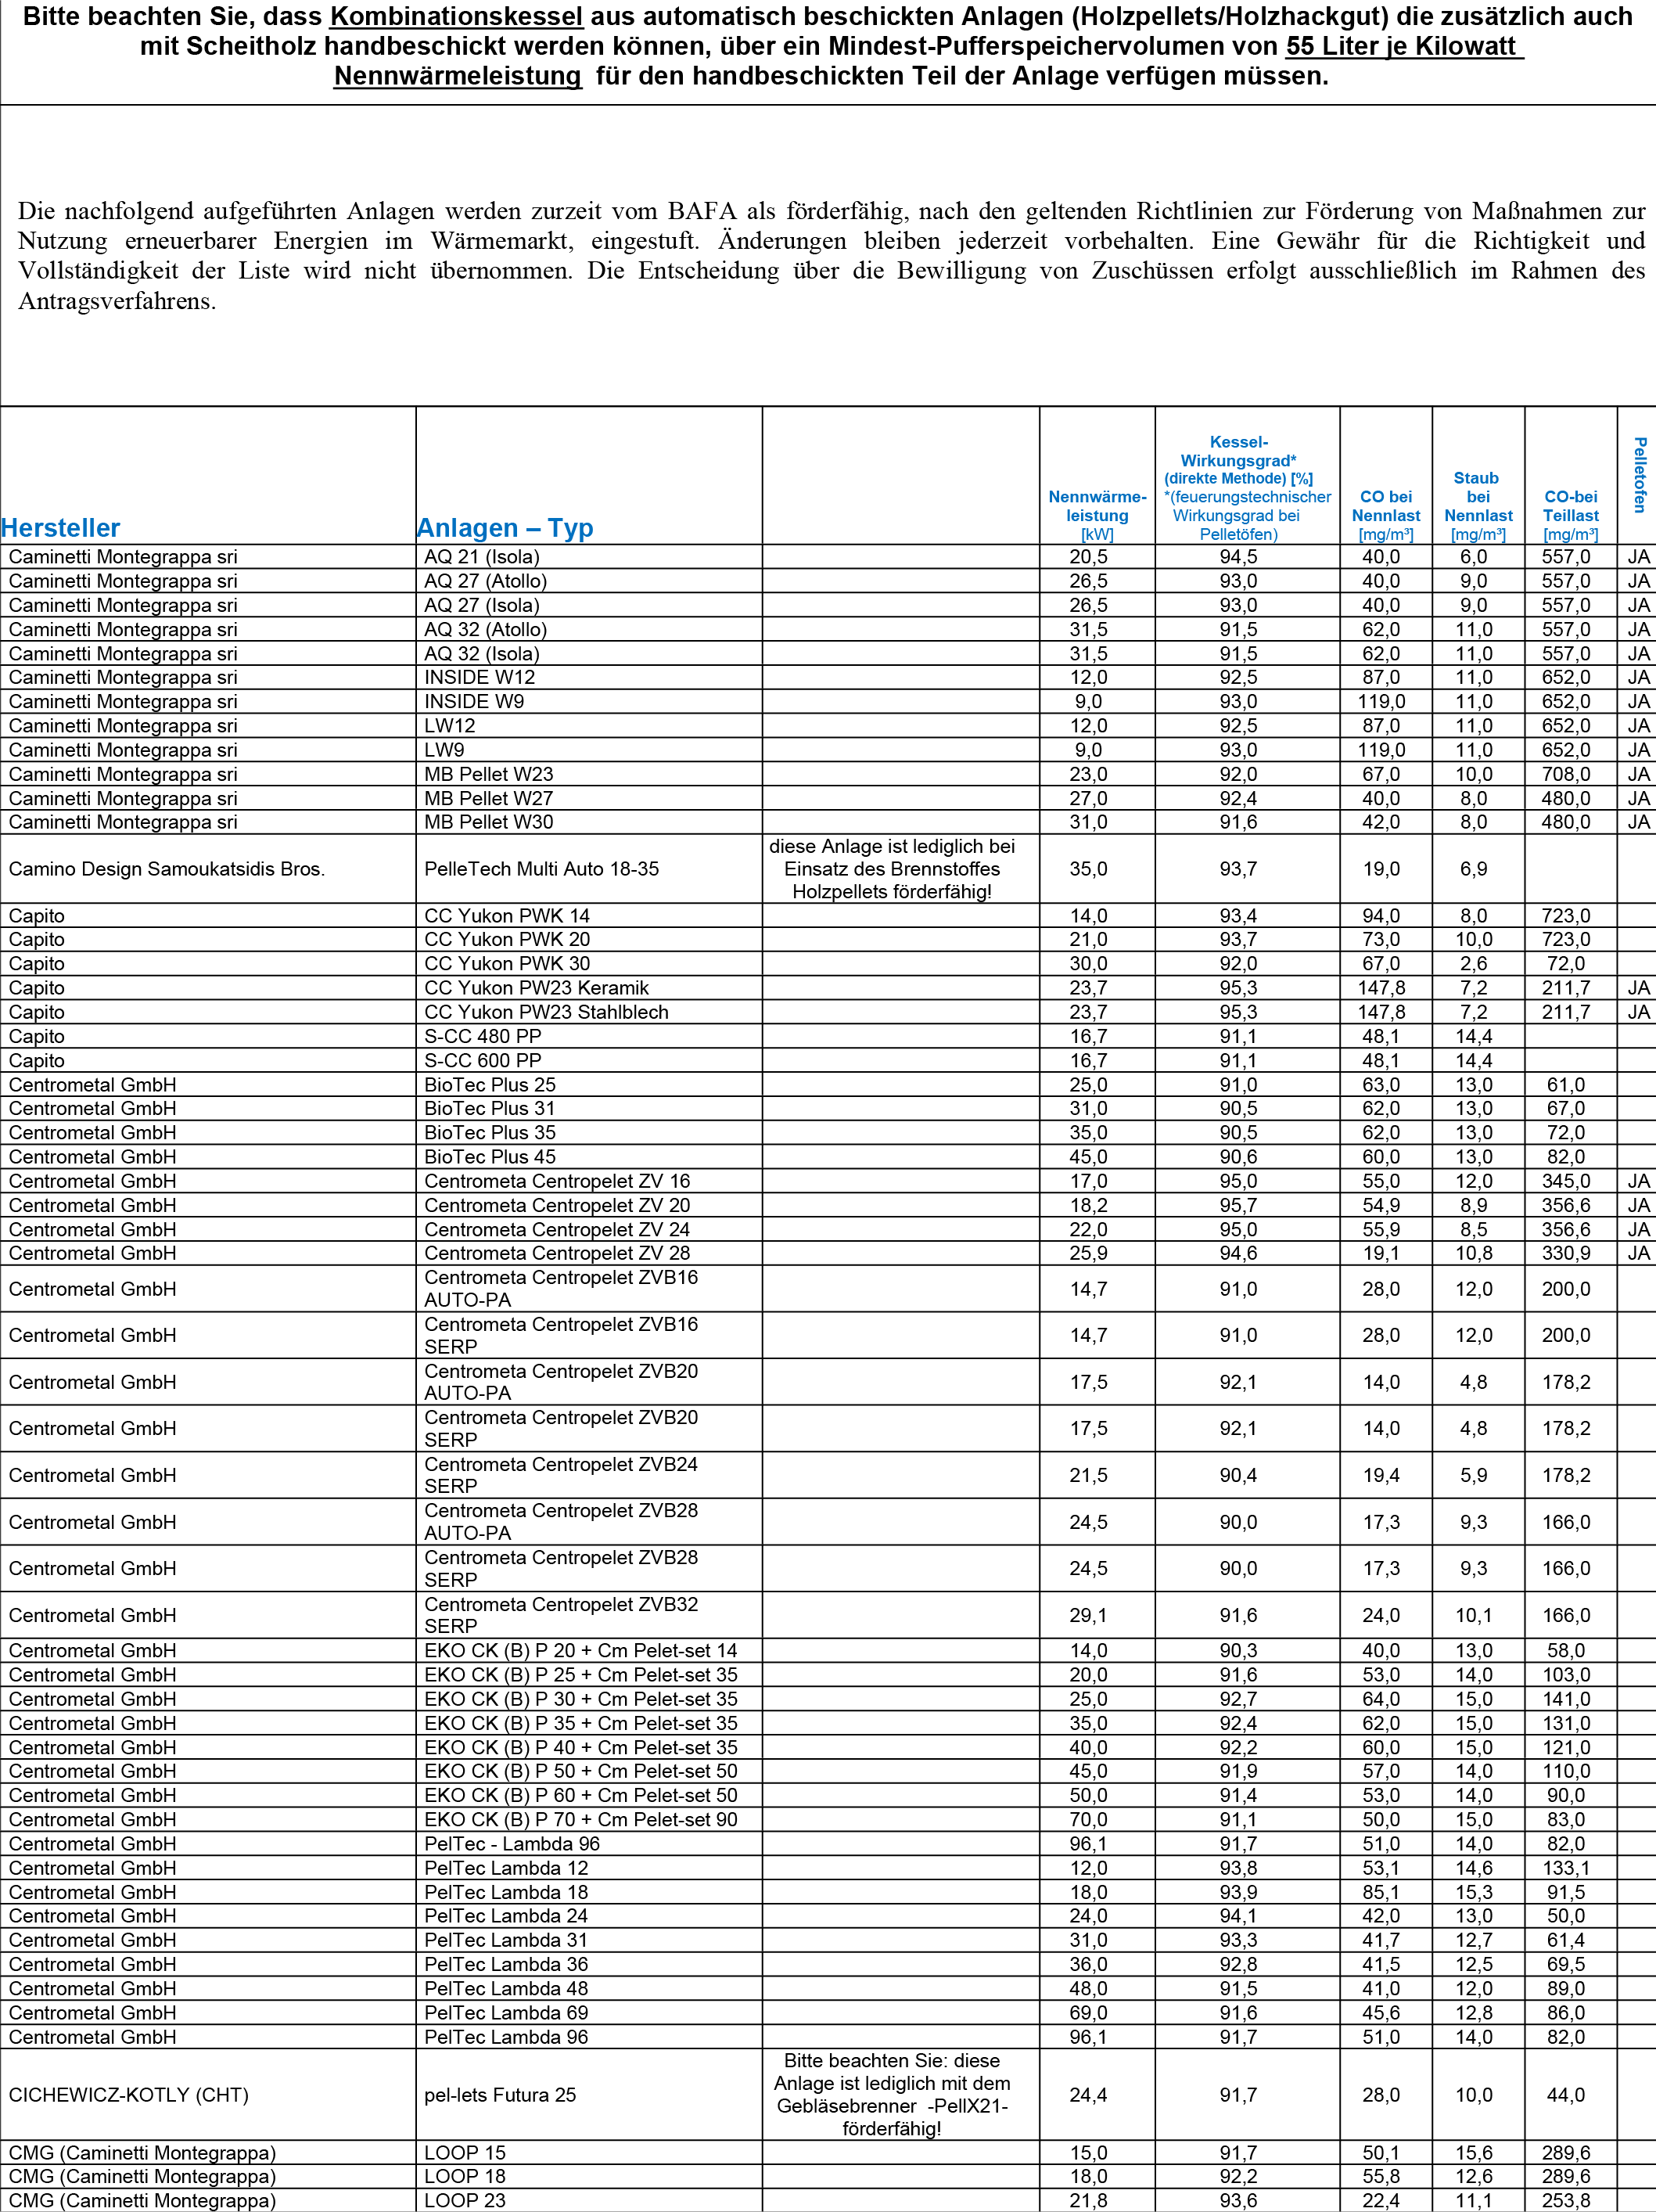 Bitte beachten Sie, dass Kombinationskessel aus automatisch beschickten Anlagen (Holzpellets/Holzhackgut) die zusätzlich auch
mit Scheitholz handbeschickt werden können, über ein Mindest-Pufferspeichervolumen von 55 Liter je Kilowatt
Nennwärmeleistung für den handbeschickten Teil der Anlage verfügen müssen.
Die nachfolgend aufgeführten Anlagen werden zurzeit vom BAFA als förderfähig, nach den geltenden Richtlinien zur Förderung von Maßnahmen zur
Nutzung erneuerbarer Energien im Wärmemarkt, eingestuft. Änderungen bleiben jederzeit vorbehalten. Eine Gewähr für die Richtigkeit und
Vollständigkeit der Liste wird nicht übernommen. Die Entscheidung über die Bewilligung von Zuschüssen erfolgt ausschließlich im Rahmen des
Antragsverfahrens.
Hersteller
Anlagen – Typ
Nennwärme-
leistung
[kW]
Kessel-
Wirkungsgrad*
(direkte Methode) [%]
*(feuerungstechnischer
Wirkungsgrad bei
Pelletöfen)
CO bei
Nennlast
[mg/m³]
Staub
bei
Nennlast
[mg/m³]
CO-bei
Teillast
[mg/m³]
Pelletofen
Caminetti Montegrappa sri AQ 21 (Isola) 20,5 94,5 40,0 6,0 557,0 JA
Caminetti Montegrappa sri AQ 27 (Atollo) 26,5 93,0 40,0 9,0 557,0 JA
Caminetti Montegrappa sri AQ 27 (Isola) 26,5 93,0 40,0 9,0 557,0 JA
Caminetti Montegrappa sri AQ 32 (Atollo) 31,5 91,5 62,0 11,0 557,0 JA
Caminetti Montegrappa sri AQ 32 (Isola) 31,5 91,5 62,0 11,0 557,0 JA
Caminetti Montegrappa sri INSIDE W12 12,0 92,5 87,0 11,0 652,0 JA
Caminetti Montegrappa sri INSIDE W9 9,0 93,0 119,0 11,0 652,0 JA
Caminetti Montegrappa sri LW12 12,0 92,5 87,0 11,0 652,0 JA
Caminetti Montegrappa sri LW9 9,0 93,0 119,0 11,0 652,0 JA
Caminetti Montegrappa sri MB Pellet W23 23,0 92,0 67,0 10,0 708,0 JA
Caminetti Montegrappa sri MB Pellet W27 27,0 92,4 40,0 8,0 480,0 JA
Caminetti Montegrappa sri MB Pellet W30 31,0 91,6 42,0 8,0 480,0 JA
diese Anlage ist lediglich bei
Camino Design Samoukatsidis Bros. PelleTech Multi Auto 18-35 Einsatz des Brennstoffes 35,0 93,7 19,0 6,9
Holzpellets förderfähig!
Capito CC Yukon PWK 14 14,0 93,4 94,0 8,0 723,0
Capito CC Yukon PWK 20 21,0 93,7 73,0 10,0 723,0
Capito CC Yukon PWK 30 30,0 92,0 67,0 2,6 72,0
Capito CC Yukon PW23 Keramik 23,7 95,3 147,8 7,2 211,7 JA
Capito CC Yukon PW23 Stahlblech 23,7 95,3 147,8 7,2 211,7 JA
Capito S-CC 480 PP 16,7 91,1 48,1 14,4
Capito S-CC 600 PP 16,7 91,1 48,1 14,4
Centrometal GmbH BioTec Plus 25 25,0 91,0 63,0 13,0 61,0
Centrometal GmbH BioTec Plus 31 31,0 90,5 62,0 13,0 67,0
Centrometal GmbH BioTec Plus 35 35,0 90,5 62,0 13,0 72,0
Centrometal GmbH BioTec Plus 45 45,0 90,6 60,0 13,0 82,0
Centrometal GmbH Centrometa Centropelet ZV 16 17,0 95,0 55,0 12,0 345,0 JA
Centrometal GmbH Centrometa Centropelet ZV 20 18,2 95,7 54,9 8,9 356,6 JA
Centrometal GmbH Centrometa Centropelet ZV 24 22,0 95,0 55,9 8,5 356,6 JA
Centrometal GmbH Centrometa Centropelet ZV 28 25,9 94,6 19,1 10,8 330,9 JA
Centrometal GmbH Centrometa Centropelet ZVB16 14,7 91,0 28,0 12,0 200,0
AUTO-PA
Centrometal GmbH Centrometa Centropelet ZVB16 14,7 91,0 28,0 12,0 200,0
SERP
Centrometal GmbH Centrometa Centropelet ZVB20 17,5 92,1 14,0 4,8 178,2
AUTO-PA
Centrometal GmbH Centrometa Centropelet ZVB20 17,5 92,1 14,0 4,8 178,2
SERP
Centrometal GmbH Centrometa Centropelet ZVB24 21,5 90,4 19,4 5,9 178,2
SERP
Centrometal GmbH Centrometa Centropelet ZVB28 24,5 90,0 17,3 9,3 166,0
AUTO-PA
Centrometal GmbH Centrometa Centropelet ZVB28 24,5 90,0 17,3 9,3 166,0
SERP
Centrometal GmbH Centrometa Centropelet ZVB32 29,1 91,6 24,0 10,1 166,0
SERP
Centrometal GmbH EKO CK (B) P 20 + Cm Pelet-set 14 14,0 90,3 40,0 13,0 58,0
Centrometal GmbH EKO CK (B) P 25 + Cm Pelet-set 35 20,0 91,6 53,0 14,0 103,0
Centrometal GmbH EKO CK (B) P 30 + Cm Pelet-set 35 25,0 92,7 64,0 15,0 141,0
Centrometal GmbH EKO CK (B) P 35 + Cm Pelet-set 35 35,0 92,4 62,0 15,0 131,0
Centrometal GmbH EKO CK (B) P 40 + Cm Pelet-set 35 40,0 92,2 60,0 15,0 121,0
Centrometal GmbH EKO CK (B) P 50 + Cm Pelet-set 50 45,0 91,9 57,0 14,0 110,0
Centrometal GmbH EKO CK (B) P 60 + Cm Pelet-set 50 50,0 91,4 53,0 14,0 90,0
Centrometal GmbH EKO CK (B) P 70 + Cm Pelet-set 90 70,0 91,1 50,0 15,0 83,0
Centrometal GmbH PelTec - Lambda 96 96,1 91,7 51,0 14,0 82,0
Centrometal GmbH PelTec Lambda 12 12,0 93,8 53,1 14,6 133,1
Centrometal GmbH PelTec Lambda 18 18,0 93,9 85,1 15,3 91,5
Centrometal GmbH PelTec Lambda 24 24,0 94,1 42,0 13,0 50,0
Centrometal GmbH PelTec Lambda 31 31,0 93,3 41,7 12,7 61,4
Centrometal GmbH PelTec Lambda 36 36,0 92,8 41,5 12,5 69,5
Centrometal GmbH PelTec Lambda 48 48,0 91,5 41,0 12,0 89,0
Centrometal GmbH PelTec Lambda 69 69,0 91,6 45,6 12,8 86,0
Centrometal GmbH PelTec Lambda 96 96,1 91,7 51,0 14,0 82,0
Bitte beachten Sie: diese
Anlage ist lediglich mit dem
CICHEWICZ-KOTLY (CHT) pel-lets Futura 25 Gebläsebrenner -PellX21- 24,4 91,7 28,0 10,0 44,0
förderfähig!
CMG (Caminetti Montegrappa) LOOP 15 15,0 91,7 50,1 15,6 289,6
CMG (Caminetti Montegrappa) LOOP 18 18,0 92,2 55,8 12,6 289,6
CMG (Caminetti Montegrappa) LOOP 23 21,8 93,6 22,4 11,1 253,8